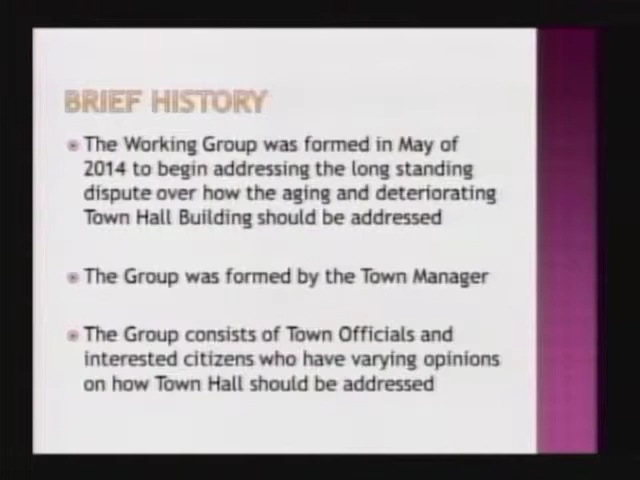 BRIEF HISTORY
The Working Group was formed in May of
2014 to begin addressing the long standing
dispute over how the aging and deteriorating
Town Hall Building should be addressed
The Group was formed by the Town Manager
The Group consists of Town Officials and
interested citizens who have varying opinions
on how Town Hall should be addressed